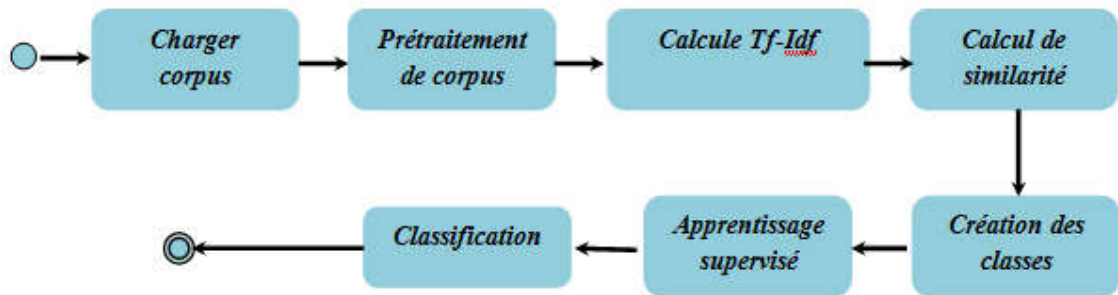 Charger
corpus
Prétraitement
de corpus
Calcule Tf-Idf
Calcul de
similarité
Création des
classes
Apprentissage
supervisé
Classification